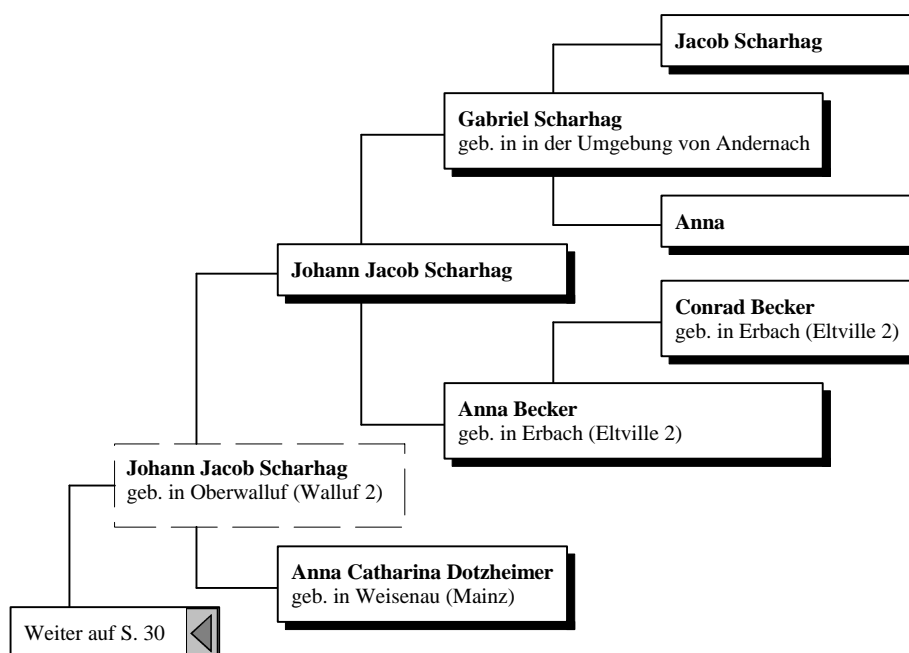 Jacob Scharhag
Gabriel Scharhag
geb. in in der Umgebung von Andernach
Anna
Johann Jacob Scharhag
Conrad Becker
geb. in Erbach (Eltville 2)
Anna Becker
geb. in Erbach (Eltville 2)
Johann Jacob Scharhag
geb. in Oberwalluf (Walluf 2)
Anna Catharina Dotzheimer
geb. in Weisenau (Mainz)
Weiter auf S. 30